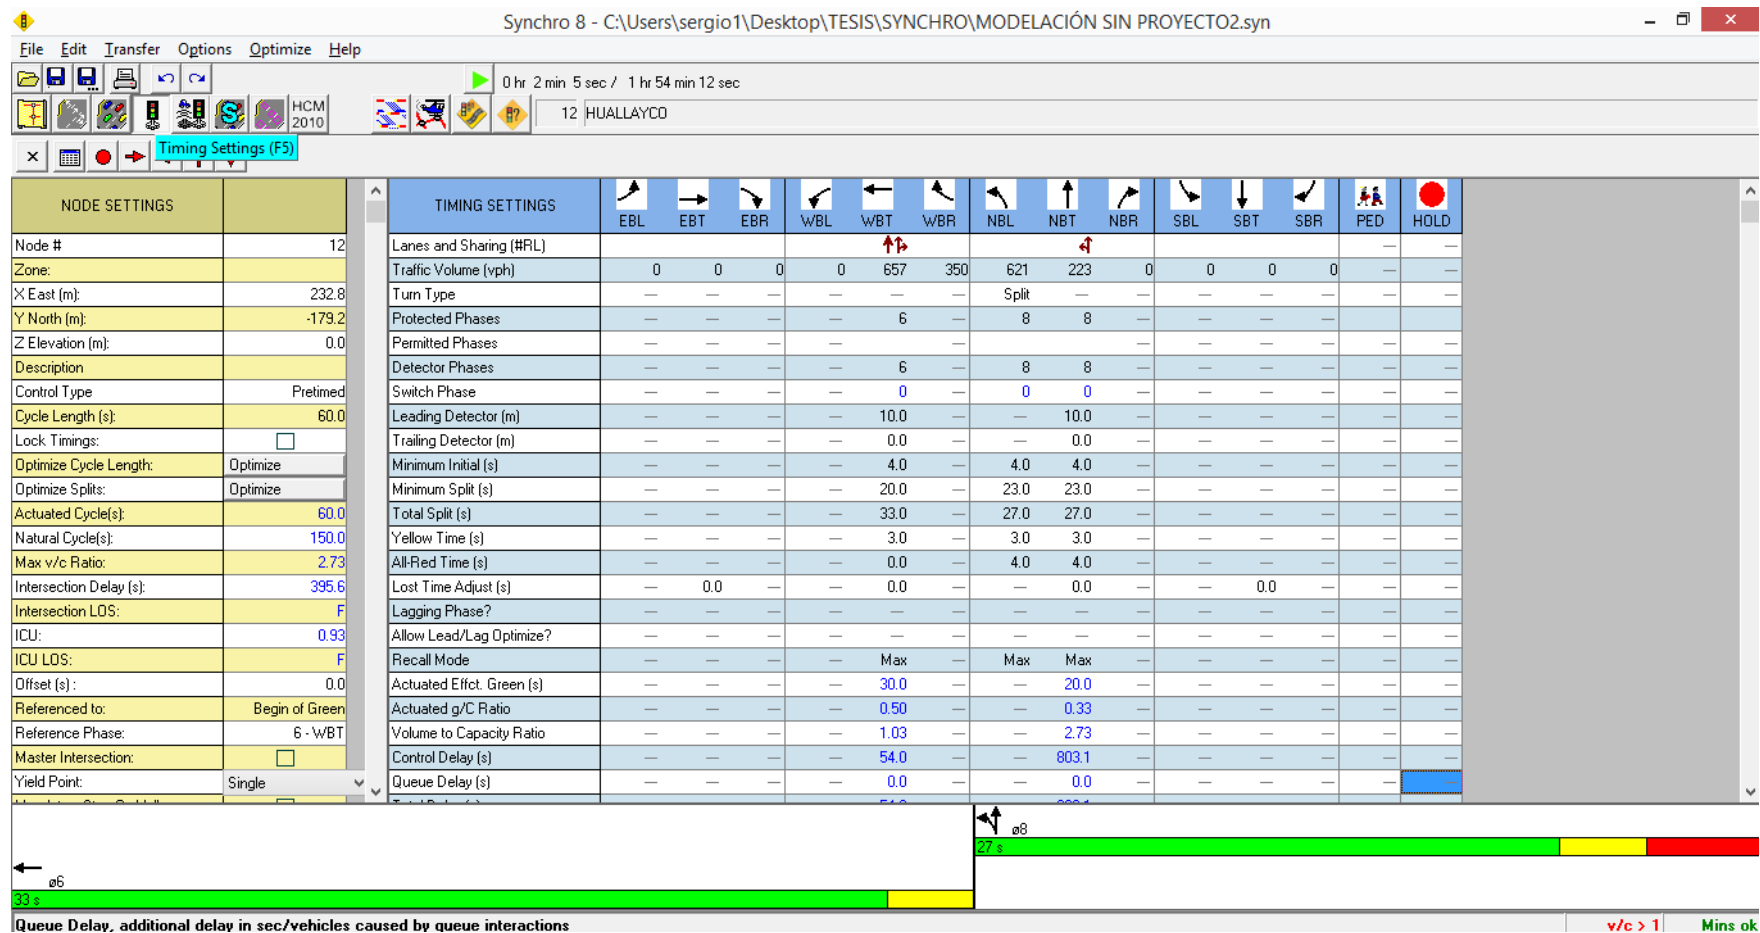 Synchro 8 - C:\Users\sergio1\Desktop\TESIS\SYNCHRO\MODELACIÓN SIN PROYECTO2.syn
File Edit Transfer Options Optimize Help
0 hr 2 min 5 sec / 1 hr 54 min 12 sec
HCM 2010
12 HUALLAYCO
Timing Settings (F5)
NODE SETTINGS
Node # 12
Zone:
X East (m): 232.8
Y North (m): -179.2
Z Elevation (m): 0.0
Description
Control Type Pretimed
Cycle Length (s): 60.0
Lock Timings:
Optimize Cycle Length: Optimize
Optimize Splits: Optimize
Actuated Cycle(s): 60.0
Natural Cycle(s): 150.0
Max v/c Ratio: 2.73
Intersection Delay (s): 395.6
Intersection LOS: F
ICU: 0.93
ICU LOS: F
Offset (s) : 0.0
Referenced to: Begin of Green
Reference Phase: 6 - WBT
Master Intersection:
Yield Point: Single
TIMING SETTINGS EBL EBT EBR WBL WBT WBR NBL NBT NBR SBL SBT SBR PED HOLD
Lanes and Sharing (#RL) — —
Traffic Volume (vph) 0 0 0 0 657 350 621 223 0 0 0 0 — —
Turn Type — — — — — — Split — — — — — — —
Protected Phases — — — — 6 — 8 8 — — — —
Permitted Phases — — — — — — — — —
Detector Phases — — — — 6 — 8 8 — — — —
Switch Phase — — — — 0 — 0 0 — — — — — —
Leading Detector (m) — — — — 10.0 — — 10.0 — — — — — —
Trailing Detector (m) — — — — 0.0 — — 0.0 — — — — — —
Minimum Initial (s) — — — — 4.0 — 4.0 4.0 — — — — — —
Minimum Split (s) — — — — 20.0 — 23.0 23.0 — — — — — —
Total Split (s) — — — — 33.0 — 27.0 27.0 — — — — — —
Yellow Time (s) — — — — 3.0 — 3.0 3.0 — — — — — —
All-Red Time (s) — — — — 0.0 — 4.0 4.0 — — — — — —
Lost Time Adjust (s) — 0.0 — — 0.0 — — 0.0 — — 0.0 — — —
Lagging Phase? — — — — — — — — — — — — — —
Allow Lead/Lag Optimize? — — — — — — — — — — — — — —
Recall Mode — — — — Max — Max Max — — — — — —
Actuated Effct. Green (s) — — — — 30.0 — — 20.0 — — — — — —
Actuated g/C Ratio — — — — 0.50 — — 0.33 — — — — — —
Volume to Capacity Ratio — — — — 1.03 — — 2.73 — — — — — —
Control Delay (s) — — — — 54.0 — — 803.1 — — — — — —
Queue Delay (s) — — — — 0.0 — — 0.0 — — — — — —
ø8
27 s
ø6
33 s
Queue Delay, additional delay in sec/vehicles caused by queue interactions
v/c > 1 Mins ok